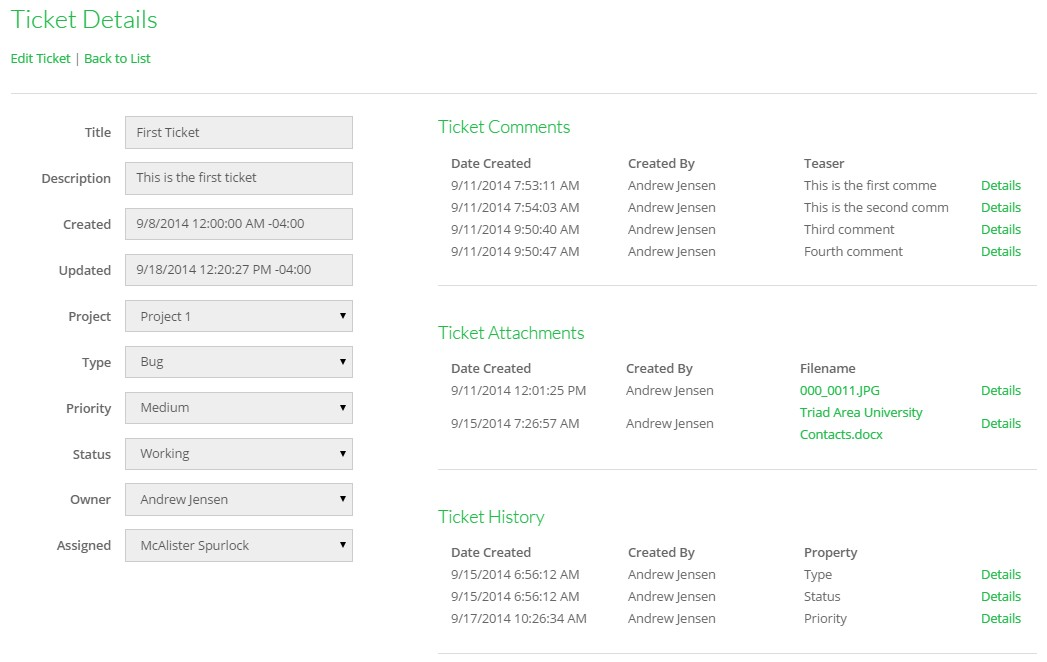 Ticket Details
Edit Ticket | Back to List
Title First Ticket
Description This is the first ticket
Created 9/8/2014 12:00:00 AM -04:00
Updated 9/18/2014 12:20:27 PM -04:00
Project Project 1
Type Bug
Priority Medium
Status Working
Owner Andrew Jensen
Assigned McAlister Spurlock
Ticket Comments
Date Created Created By Teaser
9/11/2014 7:53:11 AM Andrew Jensen This is the first comme Details
9/11/2014 7:54:03 AM Andrew Jensen This is the second comm Details
9/11/2014 9:50:40 AM Andrew Jensen Third comment Details
9/11/2014 9:50:47 AM Andrew Jensen Fourth comment Details
Ticket Attachments
Date Created Created By Filename
9/11/2014 12:01:25 PM Andrew Jensen 000_0011.JPG Details
9/15/2014 7:26:57 AM Andrew Jensen Triad Area University
Contacts.docx Details
Ticket History
Date Created Created By Property
9/15/2014 6:56:12 AM Andrew Jensen Type Details
9/15/2014 6:56:12 AM Andrew Jensen Status Details
9/17/2014 10:26:34 AM Andrew Jensen Priority Details